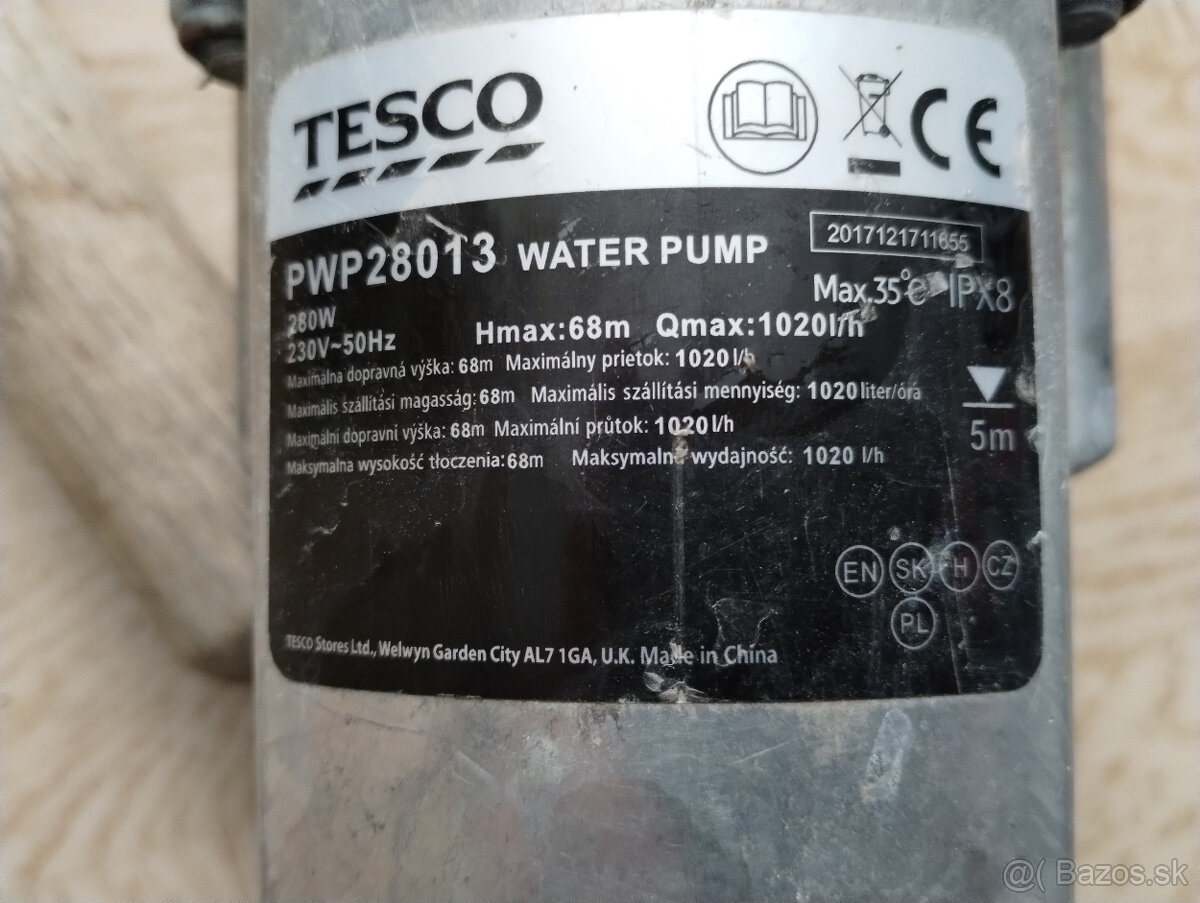 TESCO
CE
PWP28013 WATER PUMP
2017121711655
280W
230V~50Hz
Hmax:68m Qmax:1020l/h
Max.35℃ IPX8
Maximálna dopravná výška: 68m Maximálny prietok: 1020 l/h
Maximális szállítási magasság: 68m Maximális szállítási mennyiség: 1020 liter/óra
Maximální dopravní výška: 68m Maximální průtok: 1020 l/h
Maksymalna wysokość tłoczenia: 68m Maksymalna wydajność: 1020 l/h
5m
EN SK H CZ
PL
TESCO Stores Ltd., Welwyn Garden City AL7 1GA, U.K. Made in China
@( Bazos.sk